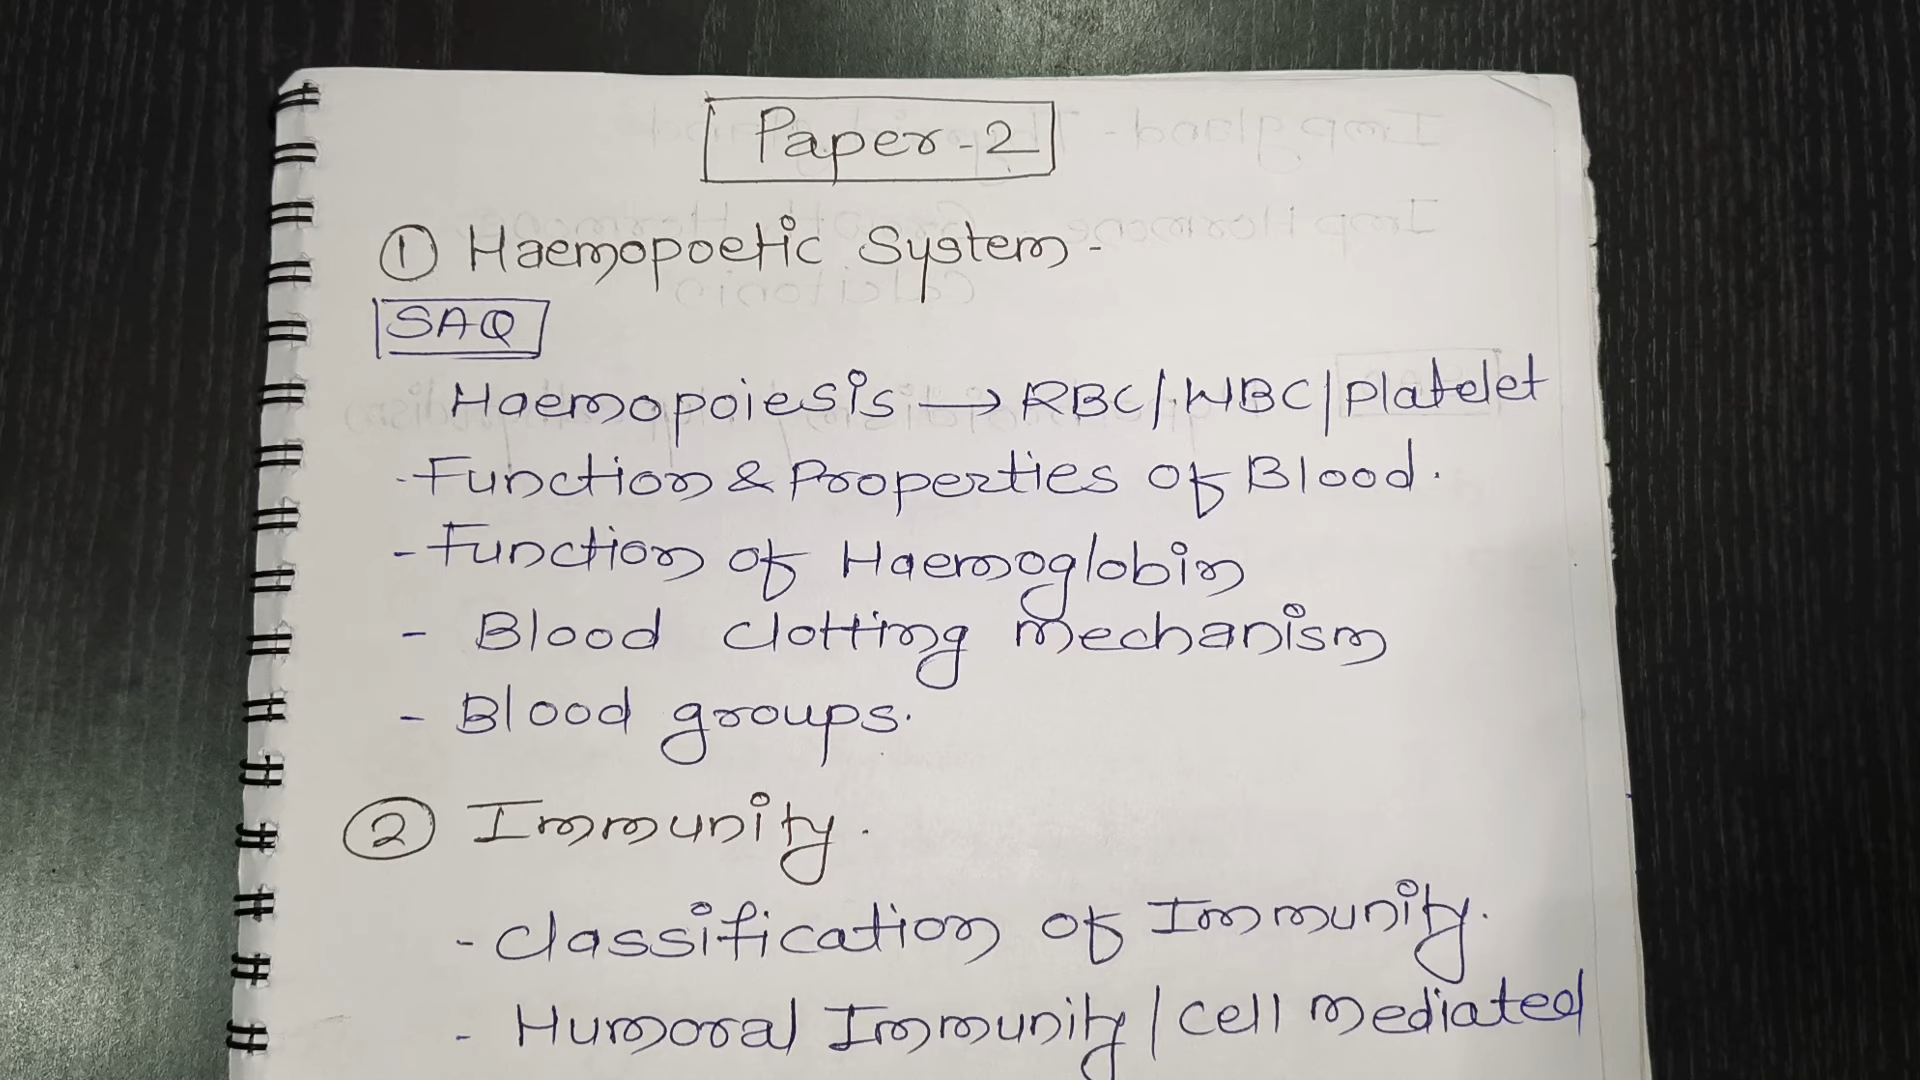 Paper-2
① Haemopoetic System -
SAQ
Haemopoiesis → RBC/WBC/Platelet
- Function & Properties of Blood.
- Function of Haemoglobin
- Blood clotting mechanism
- Blood groups.
② Immunity.
- Classification of Immunity.
- Humoral Immunity/cell mediated